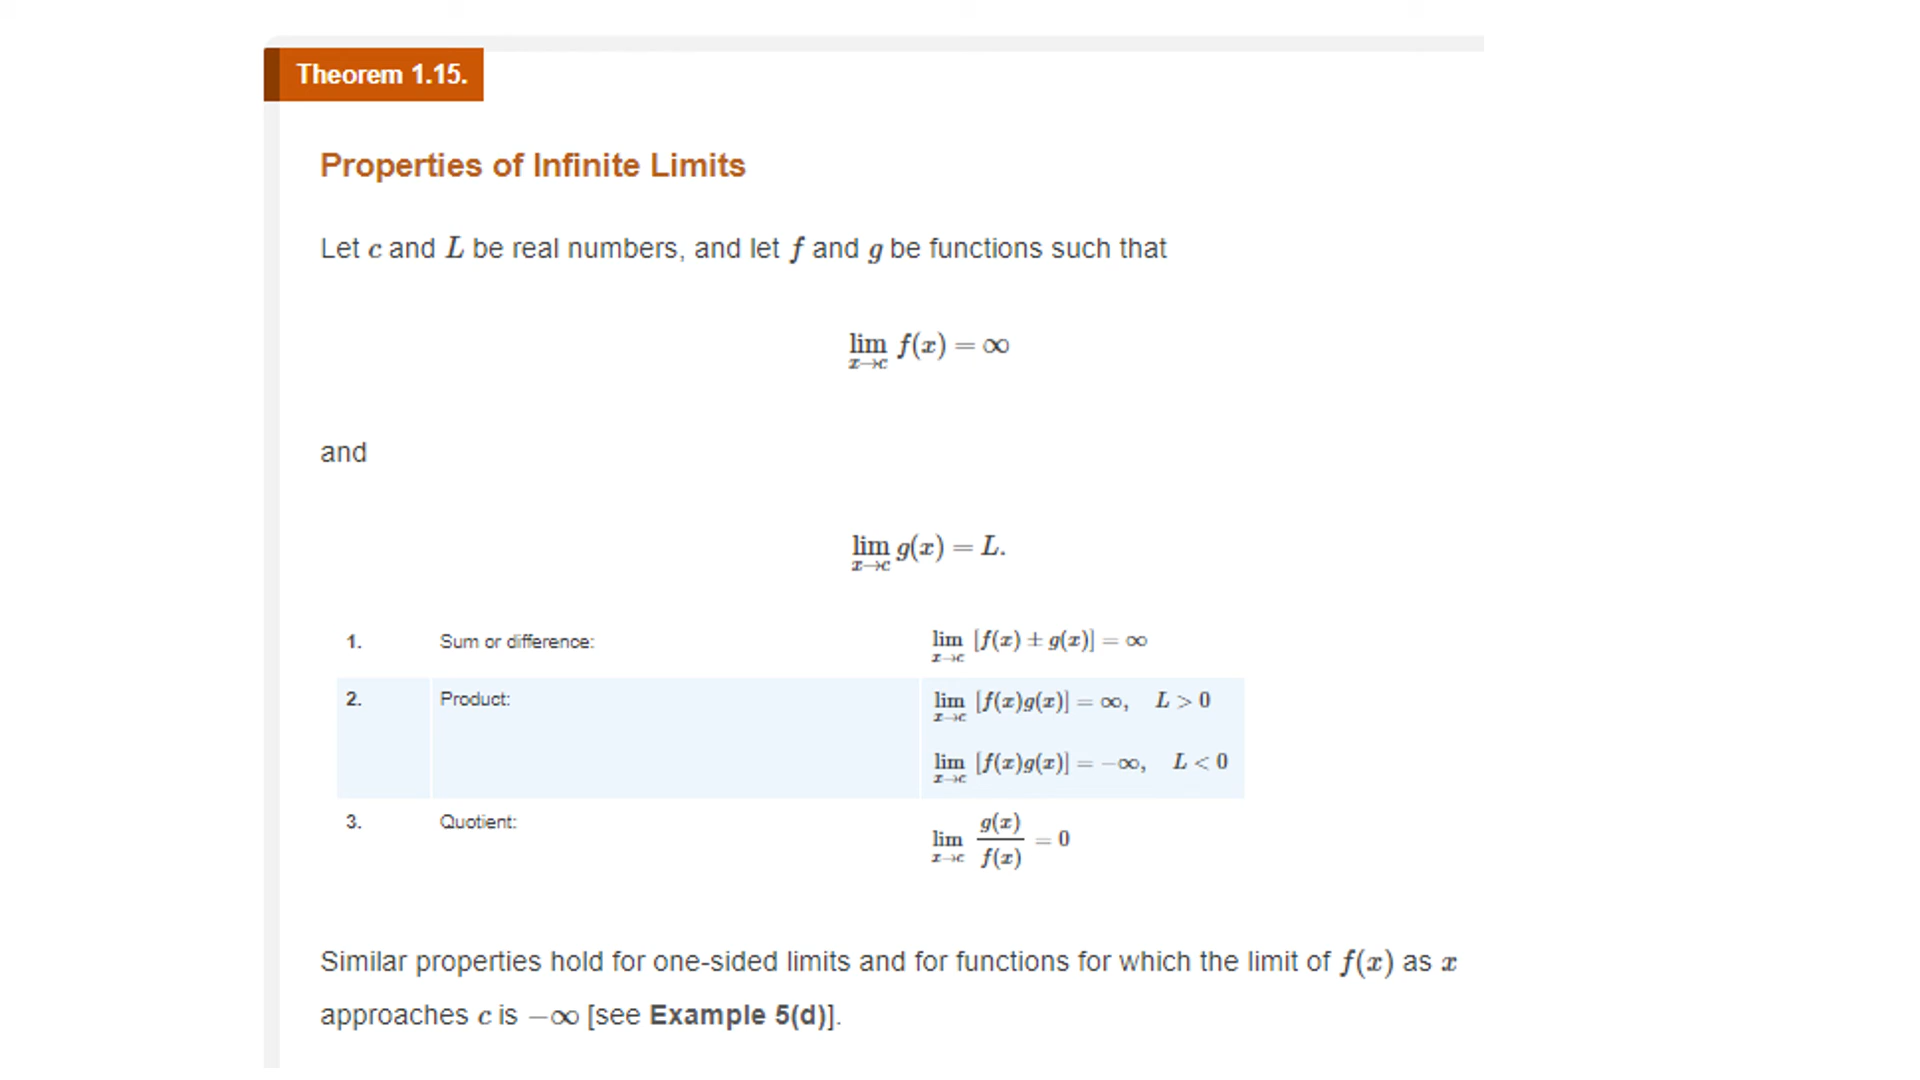 Theorem 1.15.
Properties of Infinite Limits
Let c and L be real numbers, and let f and g be functions such that
lim x→c f(x) = ∞
and
lim x→c g(x) = L.
1. Sum or difference: lim x→c [f(x) ± g(x)] = ∞
2. Product: lim x→c [f(x)g(x)] = ∞, L > 0
lim x→c [f(x)g(x)] = −∞, L < 0
3. Quotient: lim x→c g(x)/f(x) = 0
Similar properties hold for one-sided limits and for functions for which the limit of f(x) as x
approaches c is −∞ [see Example 5(d)].